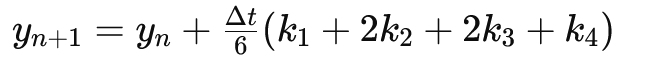 yₙ₊₁ = yₙ + Δt/6 (k₁ + 2k₂ + 2k₃ + k₄)